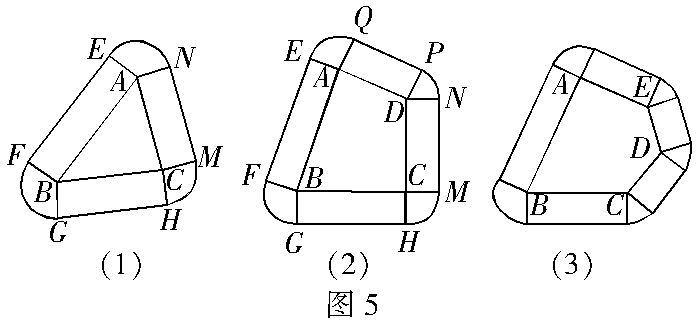 E N A F B C M G H
Q E P A D N F B C M G H
A E D B C
(1) (2) (3)
图 5